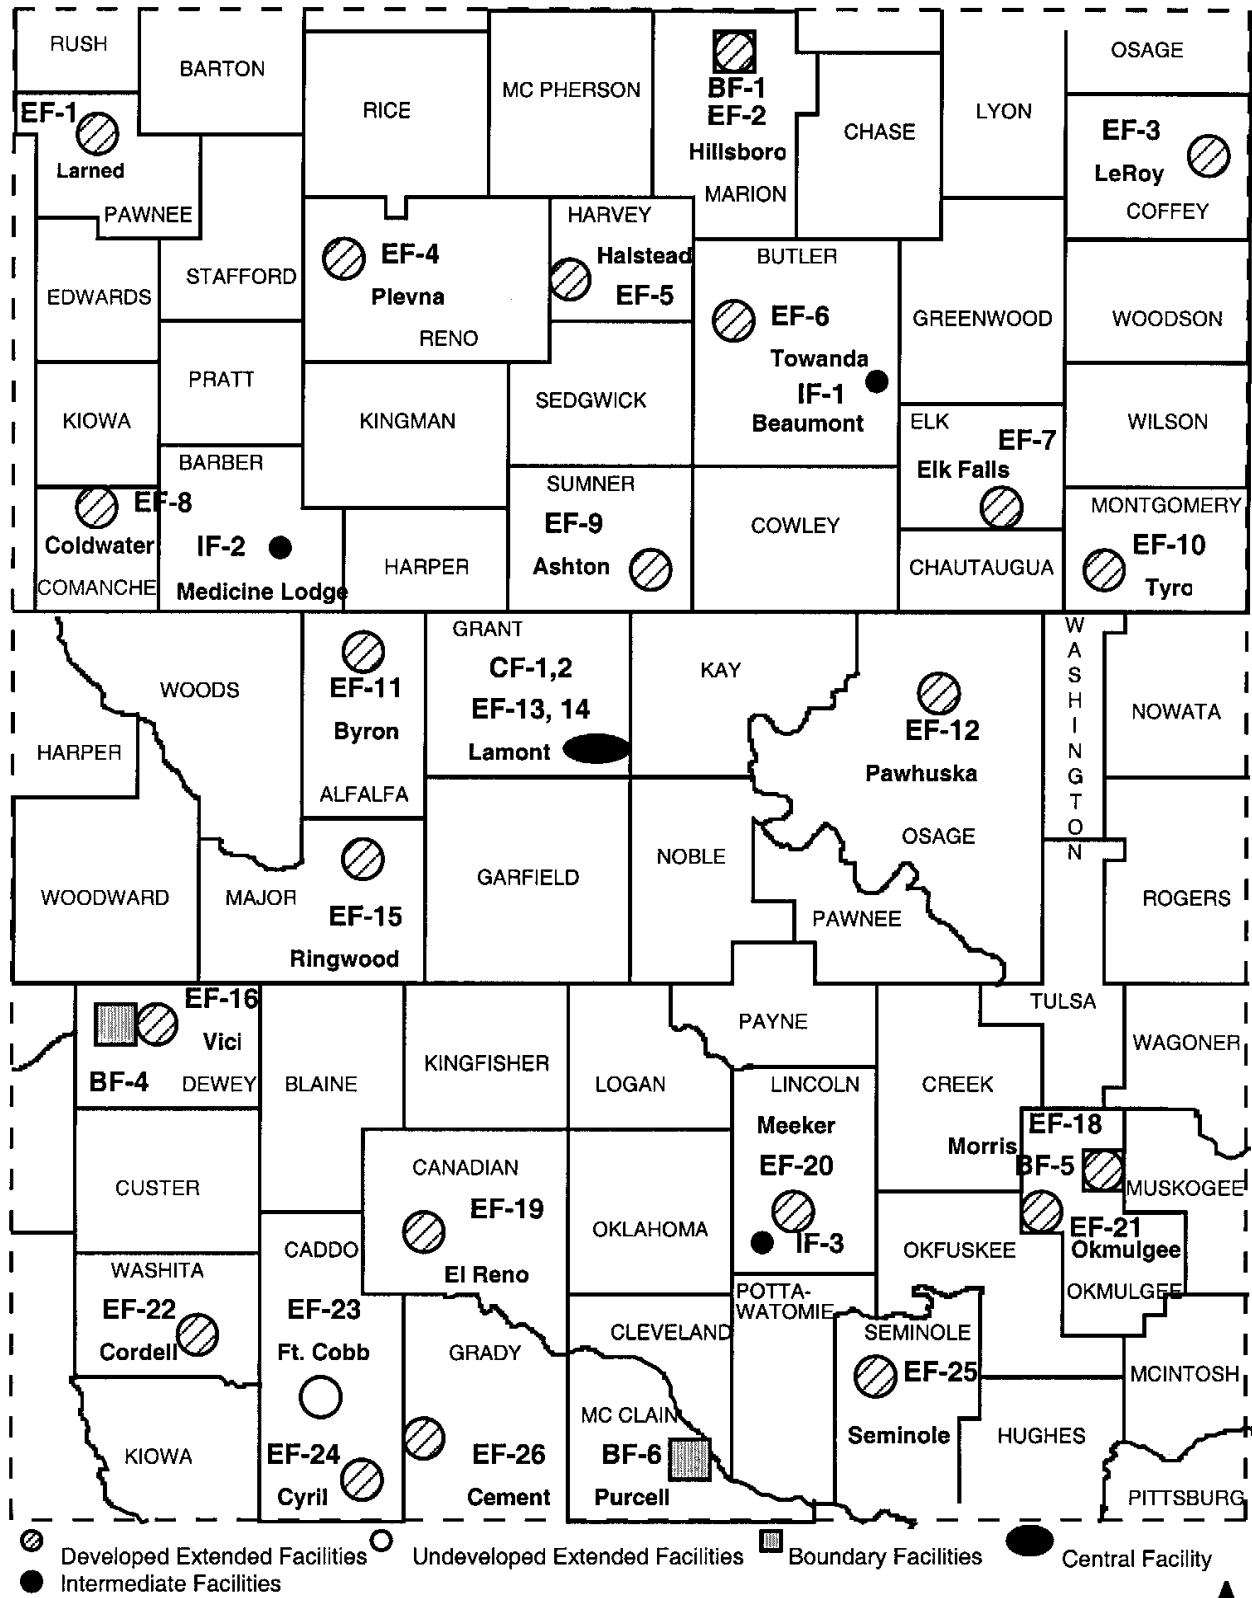 RUSH
BARTON
RICE
MC PHERSON
BF-1
EF-2
Hillsboro
MARION
CHASE
LYON
OSAGE
EF-1
Larned
PAWNEE
EF-3
LeRoy
COFFEY
EDWARDS
STAFFORD
EF-4
Plevna
RENO
HARVEY
Halstead
EF-5
BUTLER
EF-6
Towanda
IF-1
Beaumont
GREENWOOD
WOODSON
KIOWA
PRATT
KINGMAN
SEDGWICK
ELK
EF-7
Elk Falls
WILSON
EF-8
Coldwater
COMANCHE
BARBER
IF-2
Medicine Lodge
HARPER
SUMNER
EF-9
Ashton
COWLEY
CHAUTAUGUA
MONTGOMERY
EF-10
Tyro
WOODS
HARPER
EF-11
Byron
ALFALFA
GRANT
CF-1,2
EF-13, 14
Lamont
KAY
EF-12
Pawhuska
OSAGE
WASHINGTON
NOWATA
WOODWARD
MAJOR
EF-15
Ringwood
GARFIELD
NOBLE
PAWNEE
ROGERS
EF-16
Vici
BF-4
DEWEY
BLAINE
KINGFISHER
LOGAN
PAYNE
LINCOLN
Meeker
EF-20
IF-3
CREEK
TULSA
WAGONER
EF-18
Morris
BF-5
MUSKOGEE
EF-21
Okmulgee
OKMULGEE
CUSTER
CANADIAN
EF-19
El Reno
OKLAHOMA
OKFUSKEE
WASHITA
EF-22
Cordell
CADDO
EF-23
Ft. Cobb
EF-24
Cyril
GRADY
EF-26
Cement
CLEVELAND
MC CLAIN
BF-6
Purcell
POTTA-
WATOMIE
SEMINOLE
EF-25
Seminole
HUGHES
MCINTOSH
PITTSBURG
KIOWA
Developed Extended Facilities
Undeveloped Extended Facilities
Boundary Facilities
Central Facility
Intermediate Facilities